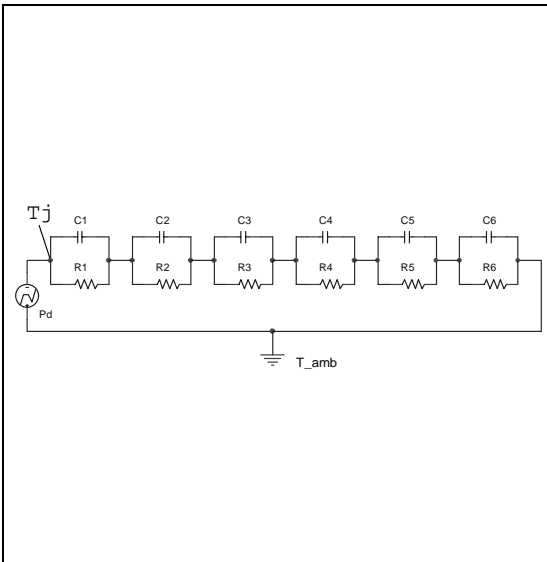 C1 C2 C3 C4 C5 C6
Tj
R1 R2 R3 R4 R5 R6
Pd
T_amb